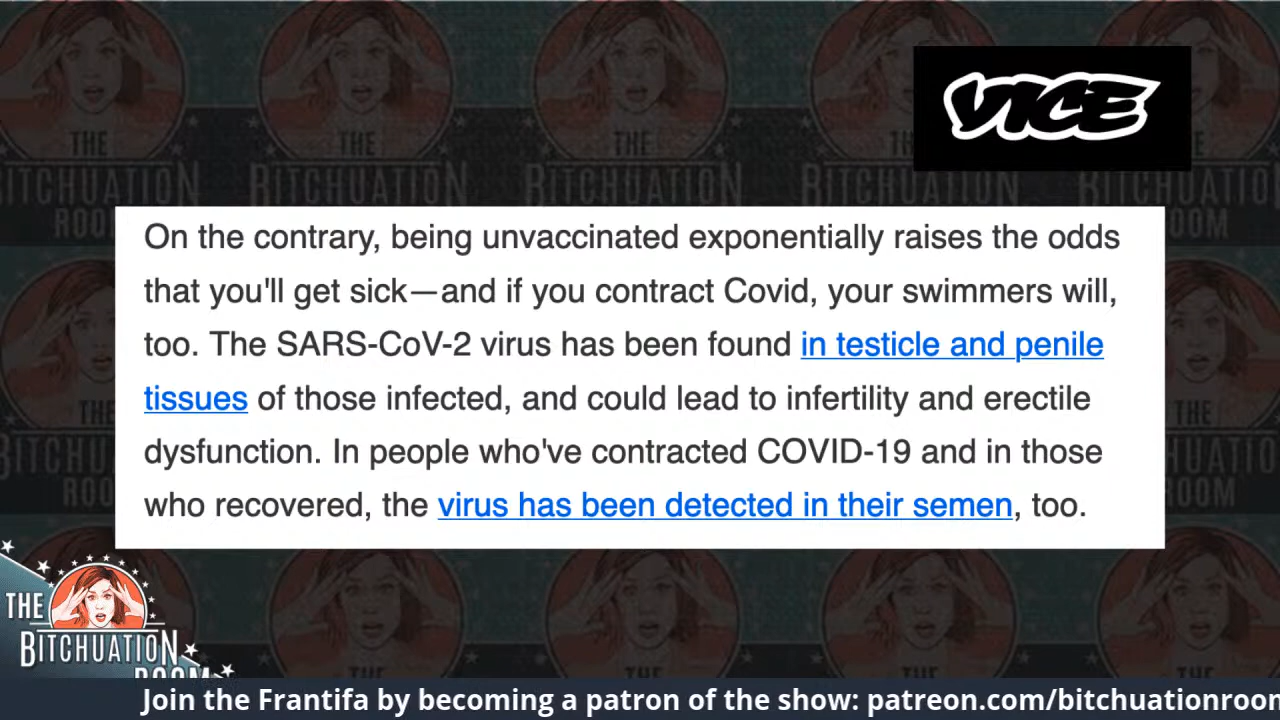 VICE
On the contrary, being unvaccinated exponentially raises the odds
that you'll get sick—and if you contract Covid, your swimmers will,
too. The SARS-CoV-2 virus has been found in testicle and penile
tissues of those infected, and could lead to infertility and erectile
dysfunction. In people who've contracted COVID-19 and in those
who recovered, the virus has been detected in their semen, too.
THE
BITCHUATION
ROOM
Join the Frantifa by becoming a patron of the show: patreon.com/bitchuationroom